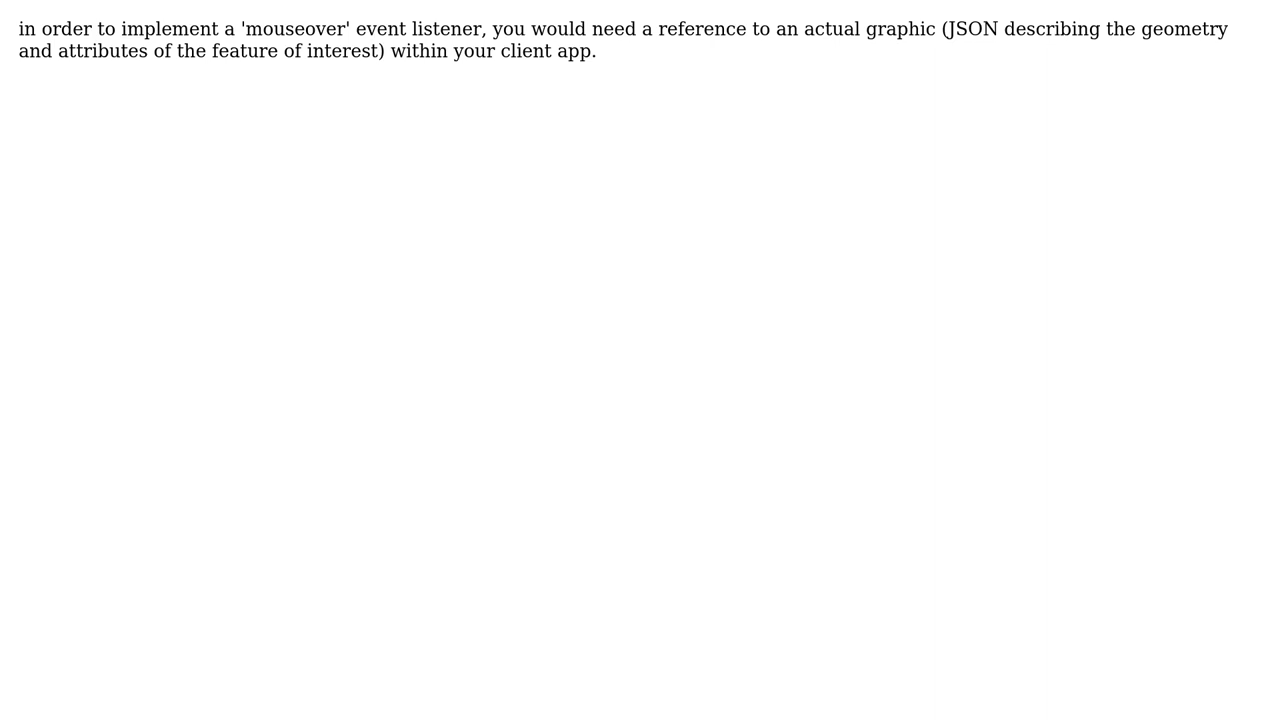 in order to implement a 'mouseover' event listener, you would need a reference to an actual graphic (JSON describing the geometry
and attributes of the feature of interest) within your client app.